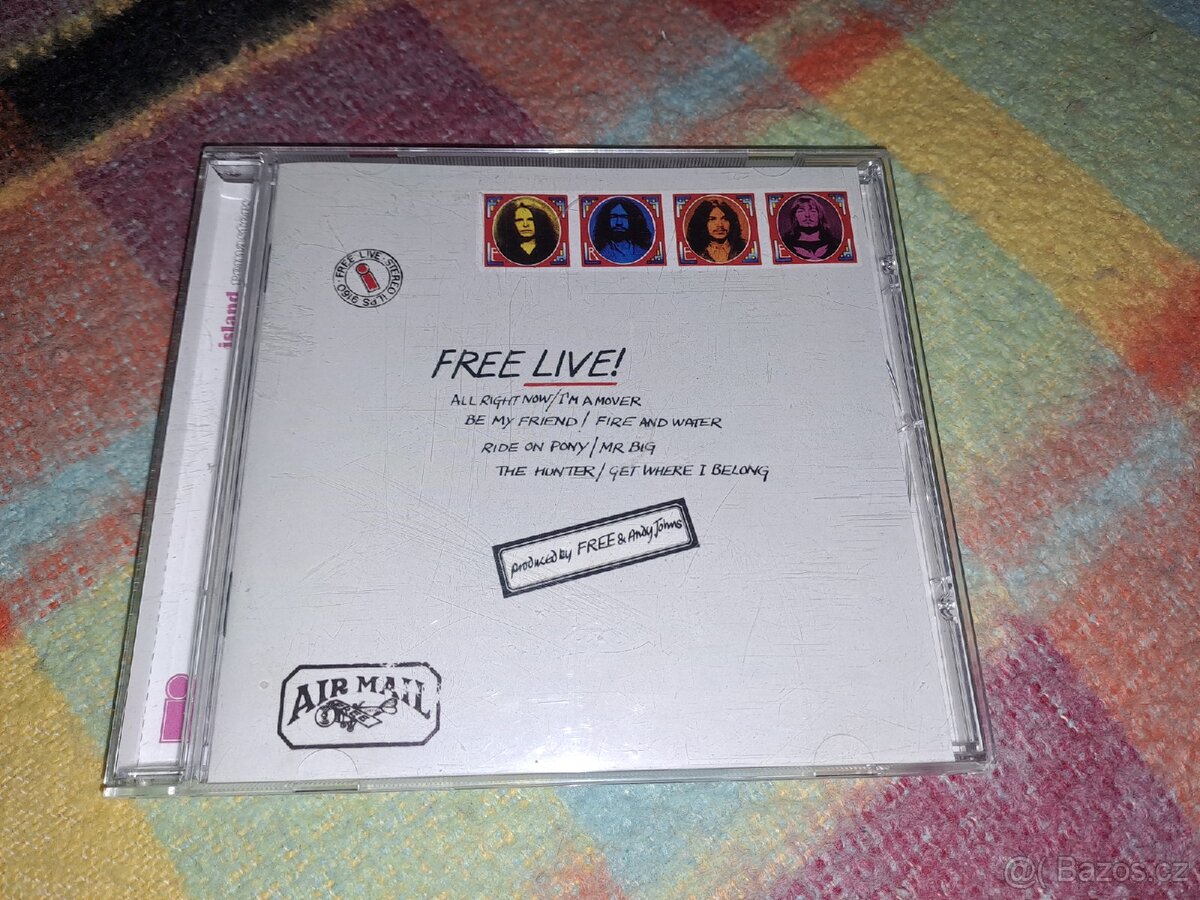 F R E E
FREE LIVE · STEREO ILPS 9160 ·
i
island remasters
FREE LIVE!
ALL RIGHT NOW/I'M A MOVER
BE MY FRIEND/ FIRE AND WATER
RIDE ON PONY/MR BIG
THE HUNTER/GET WHERE I BELONG
produced by FREE & Andy Johns
AIR MAIL
i
@( Bazos.cz